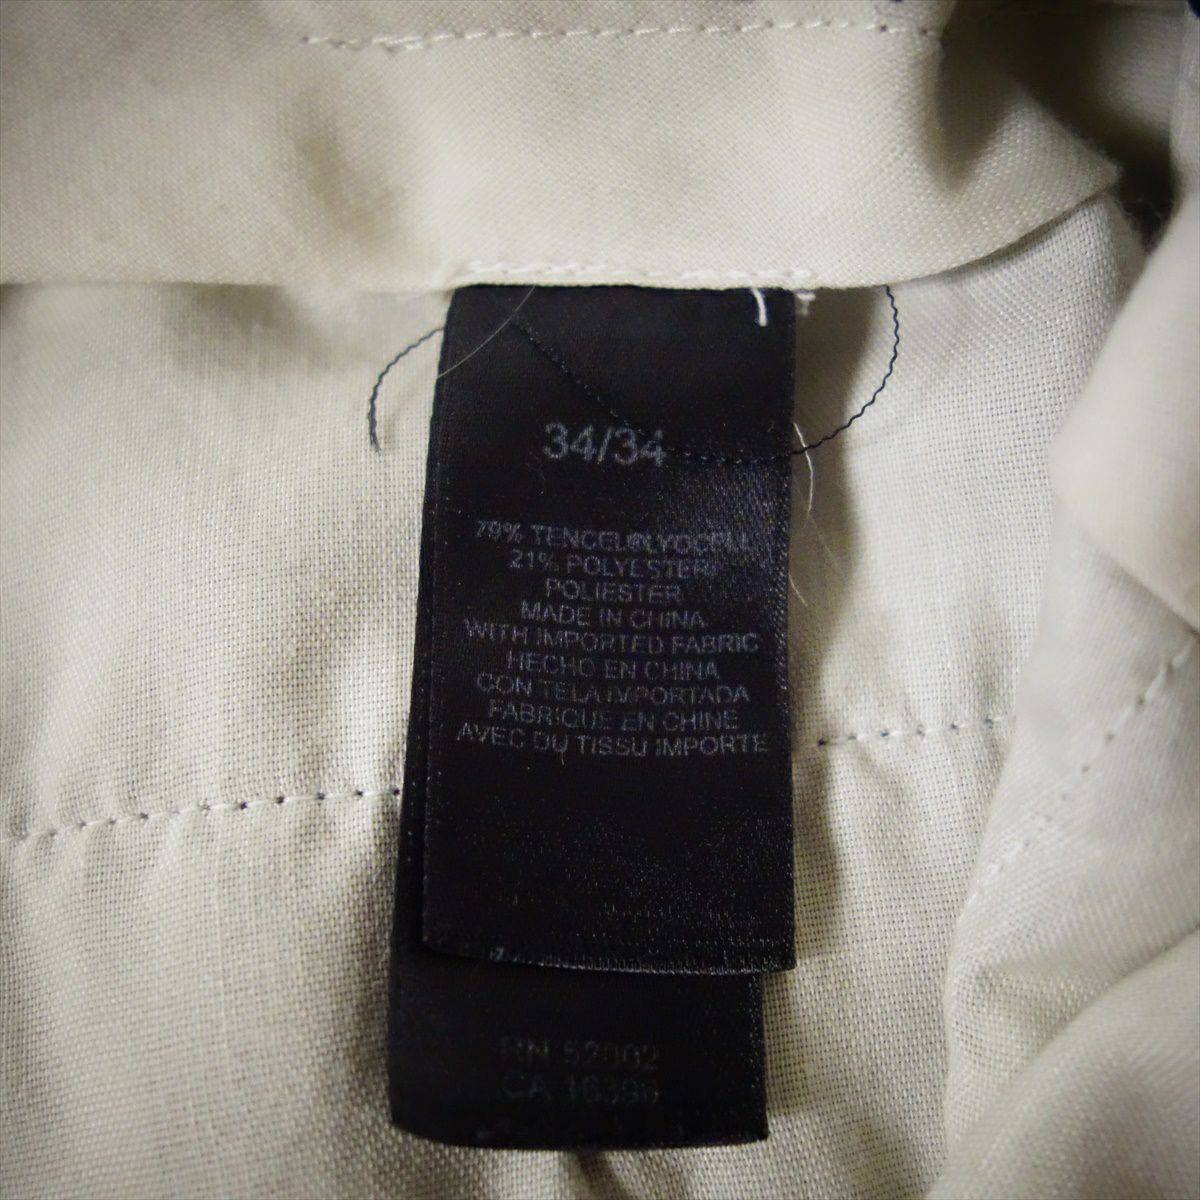 34/34
79% TENCEL®LYOCELL
21% POLYESTER/
POLIESTER
MADE IN CHINA
WITH IMPORTED FABRIC
HECHO EN CHINA
CON TELA IMPORTADA
FABRIQUE EN CHINE
AVEC DU TISSU IMPORTE
RN 52002
CA 16396